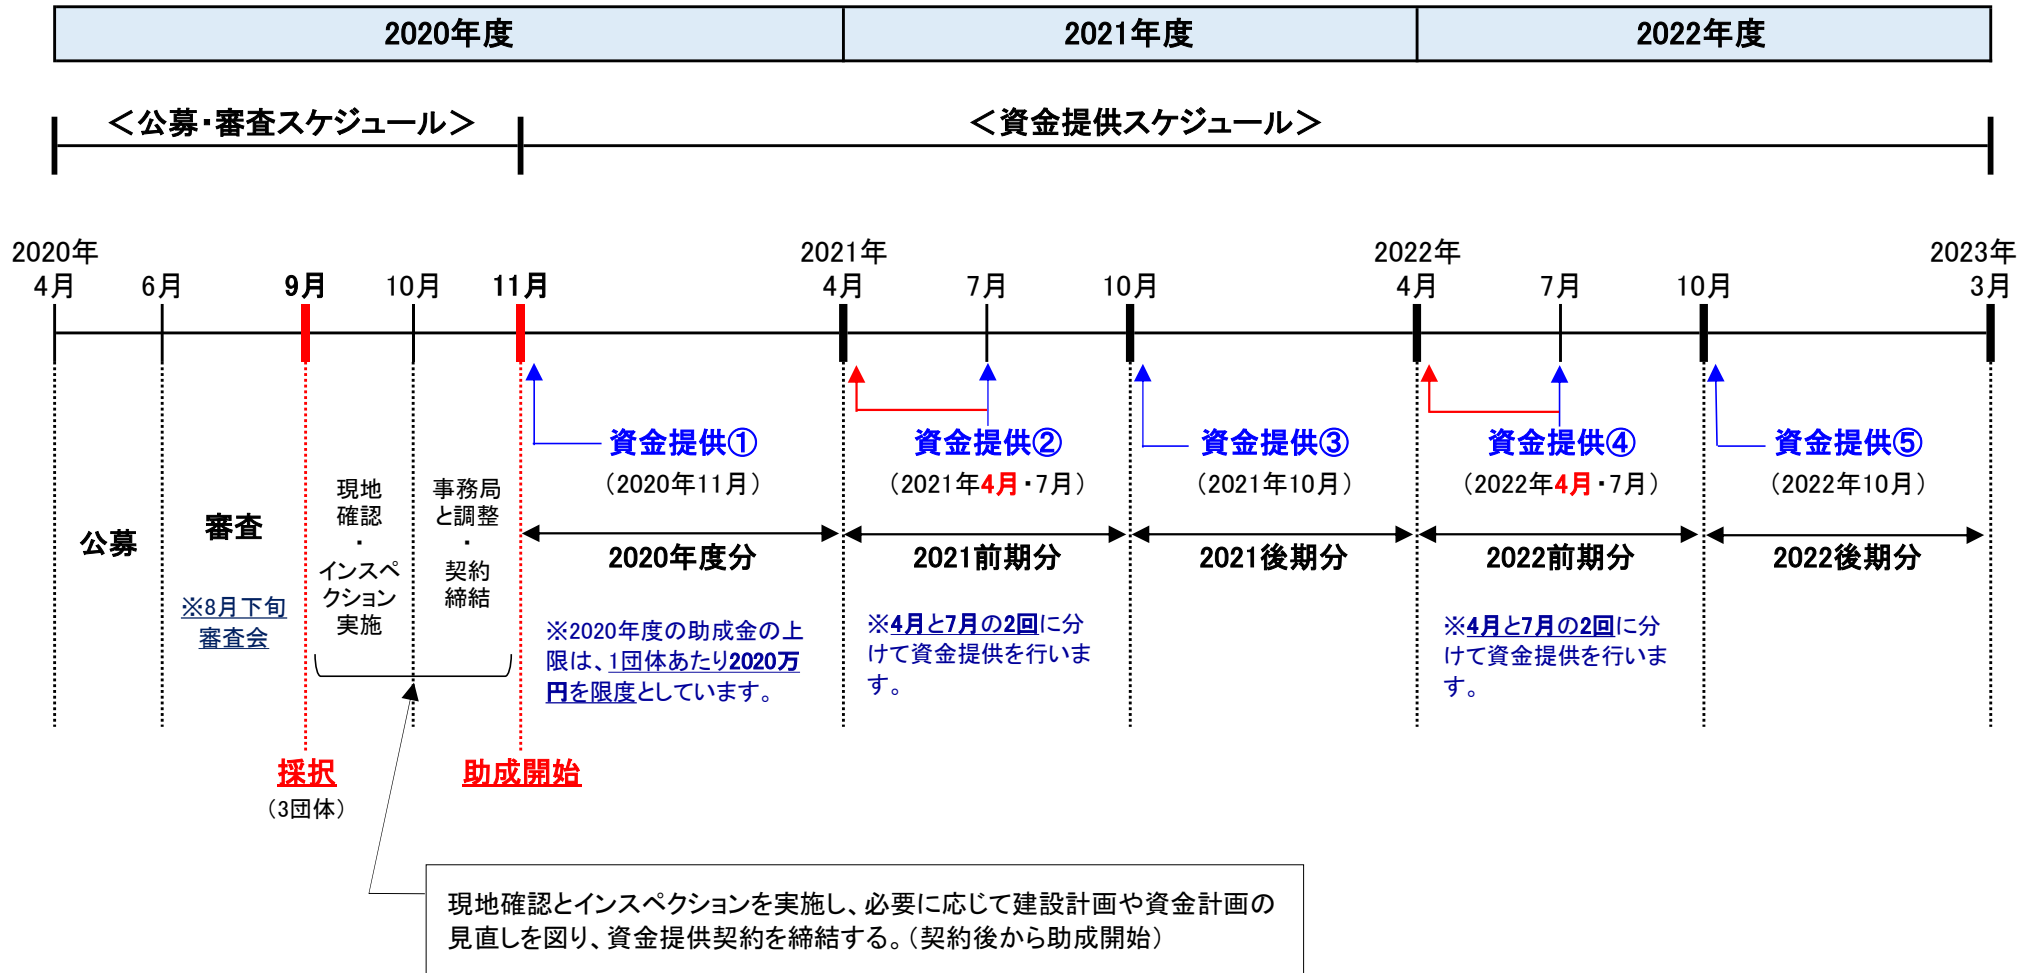 2020年度
2021年度
2022年度
＜公募・審査スケジュール＞
＜資金提供スケジュール＞
2020年
4月
6月
9月
10月
11月
2021年
4月
7月
10月
2022年
4月
7月
10月
2023年
3月
公募
審査
※8月下旬
審査会
現地
確認
・
インスペ
クション
実施
事務局
と調整
・
契約
締結
資金提供①
（2020年11月）
2020年度分
※2020年度の助成金の上
限は、1団体あたり2020万
円を限度としています。
資金提供②
（2021年4月・7月）
2021前期分
※4月と7月の2回に分
けて資金提供を行いま
す。
資金提供③
（2021年10月）
2021後期分
資金提供④
（2022年4月・7月）
2022前期分
※4月と7月の2回に分
けて資金提供を行いま
す。
資金提供⑤
（2022年10月）
2022後期分
採択
（3団体）
助成開始
現地確認とインスペクションを実施し、必要に応じて建設計画や資金計画の
見直しを図り、資金提供契約を締結する。（契約後から助成開始）